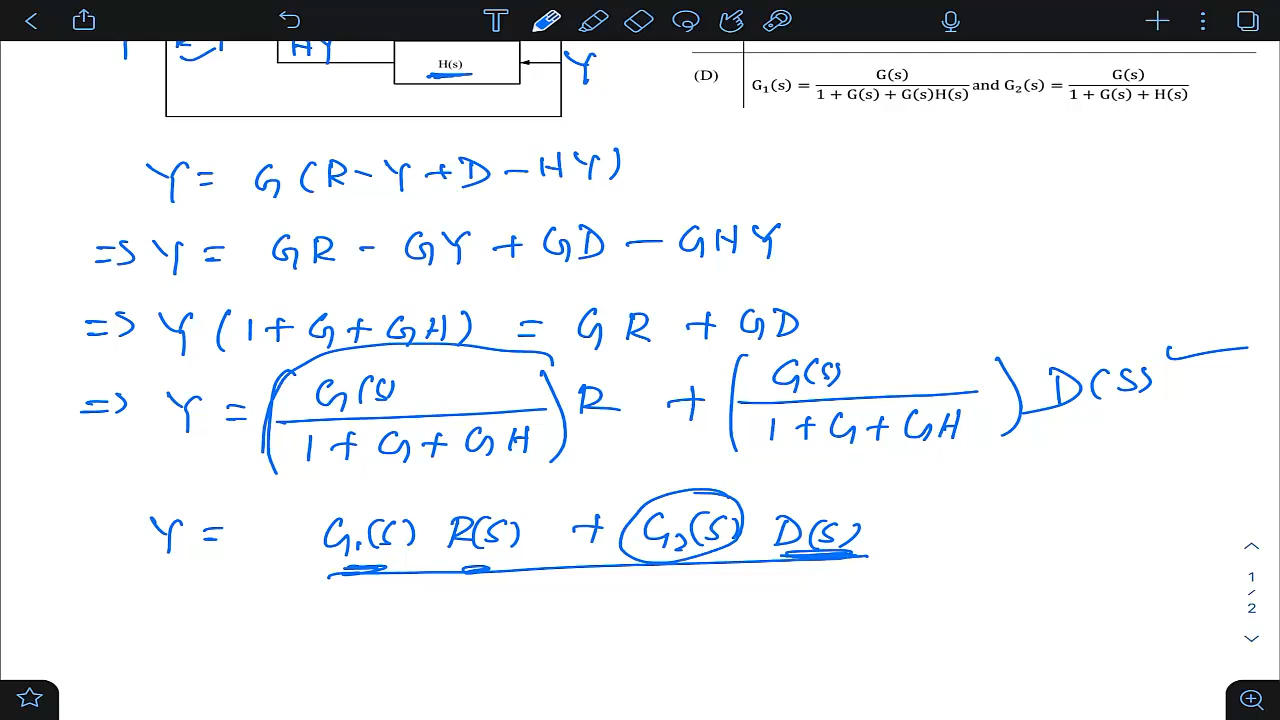 HY
H(s)
Y
(D) G₁(s) = G(s) / 1 + G(s) + G(s)H(s) and G₂(s) = G(s) / 1 + G(s) + H(s)
Y = G (R - Y + D - HY)
=> Y = GR - GY + GD - GHY
=> Y (1 + G + GH) = GR + GD
=> Y = (G(s) / 1 + G + GH) R + (G(s) / 1 + G + GH) D(s)
Y = G₁(s) R(s) + G₂(s) D(s)
1
/
2